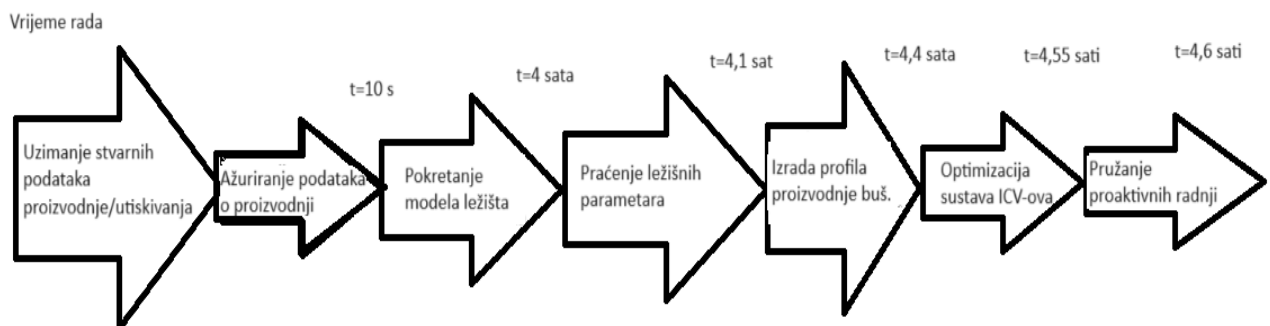 Vrijeme rada
t=10 s
t=4 sata
t=4,1 sat
t=4,4 sata
t=4,55 sati
t=4,6 sati
Uzimanje stvarnih
podataka
proizvodnje/utiskivanja
Ažuriranje podataka
o proizvodnji
Pokretanje
modela ležišta
Praćenje ležišnih
parametara
Izrada profila
proizvodnje buš.
Optimizacija
sustava ICV-ova
Pružanje
proaktivnih radnji